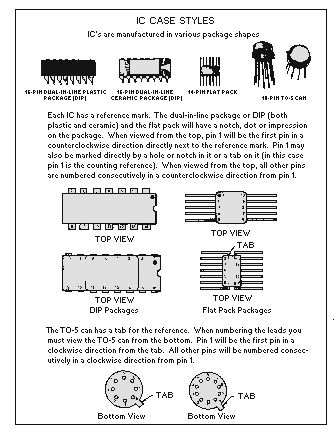 IC CASE STYLES
IC's are manufactured in various package shapes
16-PIN DUAL-IN-LINE PLASTIC
PACKAGE (DIP)
16-PIN DUAL-IN-LINE
CERAMIC PACKAGE (DIP)
14-PIN FLAT PACK
10-PIN TO-5 CAN
Each IC has a reference mark. The dual-in-line package or DIP (both
plastic and ceramic) and the flat pack will have a notch, dot or impression
on the package. When viewed from the top, pin 1 will be the first pin in a
counterclockwise direction directly next to the reference mark. Pin 1 may
also be marked directly by a hole or notch in it or a tab on it (in this case
pin 1 is the counting reference). When viewed from the top, all other pins
are numbered consecutively in a counterclockwise direction from pin 1.
TOP VIEW
TOP VIEW
TAB
TOP VIEW
DIP Packages
TOP VIEW
Flat Pack Packages
The TO-5 can has a tab for the reference. When numbering the leads you
must view the TO-5 can from the bottom. Pin 1 will be the first pin in a
clockwise direction from the tab. All other pins will be numbered consec-
utively in a clockwise direction from pin 1.
TAB
TAB
Bottom View
Bottom View